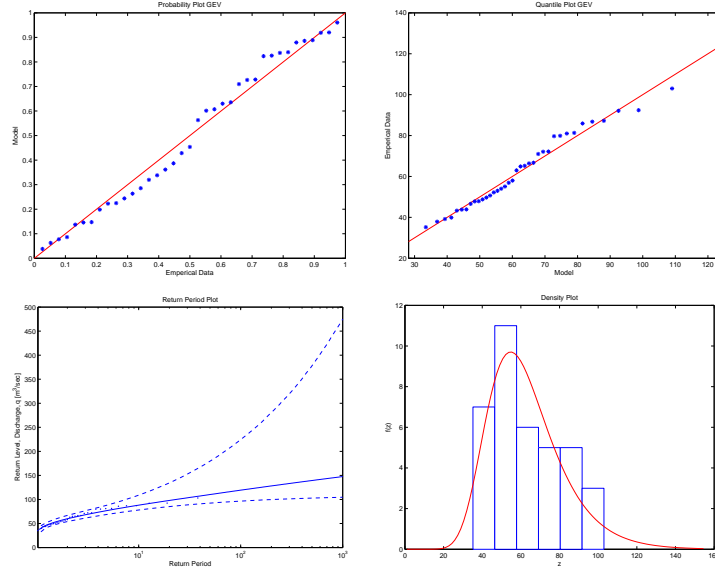 Probability Plot GEV
1
0.9
0.8
0.7
0.6
0.5
0.4
0.3
0.2
0.1
0
Model
0 0.1 0.2 0.3 0.4 0.5 0.6 0.7 0.8 0.9 1
Emperical Data
Quantile Plot GEV
140
120
100
80
60
40
20
Emperical Data
30 40 50 60 70 80 90 100 110 120
Model
Return Period Plot
500
450
400
350
300
250
200
150
100
50
0
Return Level, Discharge, q [m³/sec]
10¹ 10² 10³
Return Period
Density Plot
12
10
8
6
4
2
0
f(z)
0 20 40 60 80 100 120 140 160
z